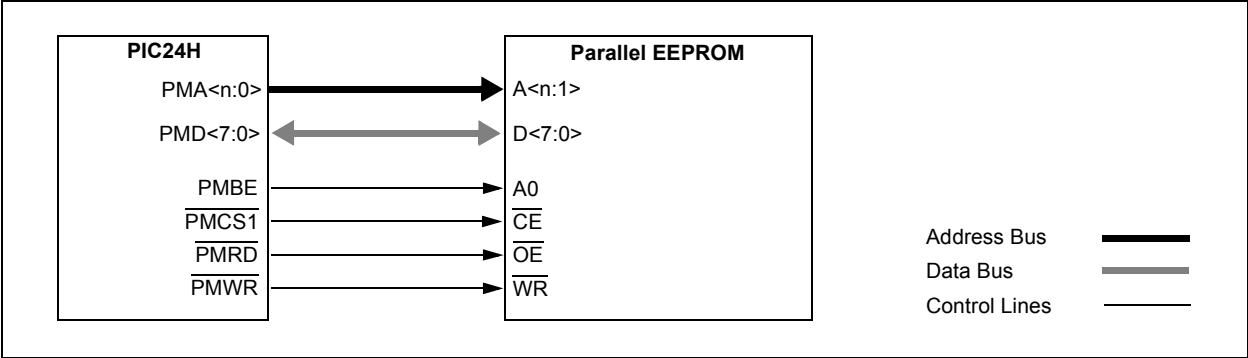 PIC24H Parallel EEPROM
PMA<n:0> A<n:1>
PMD<7:0> D<7:0>
PMBE A0
PMCS1 CE
PMRD OE
PMWR WR
Address Bus
Data Bus
Control Lines